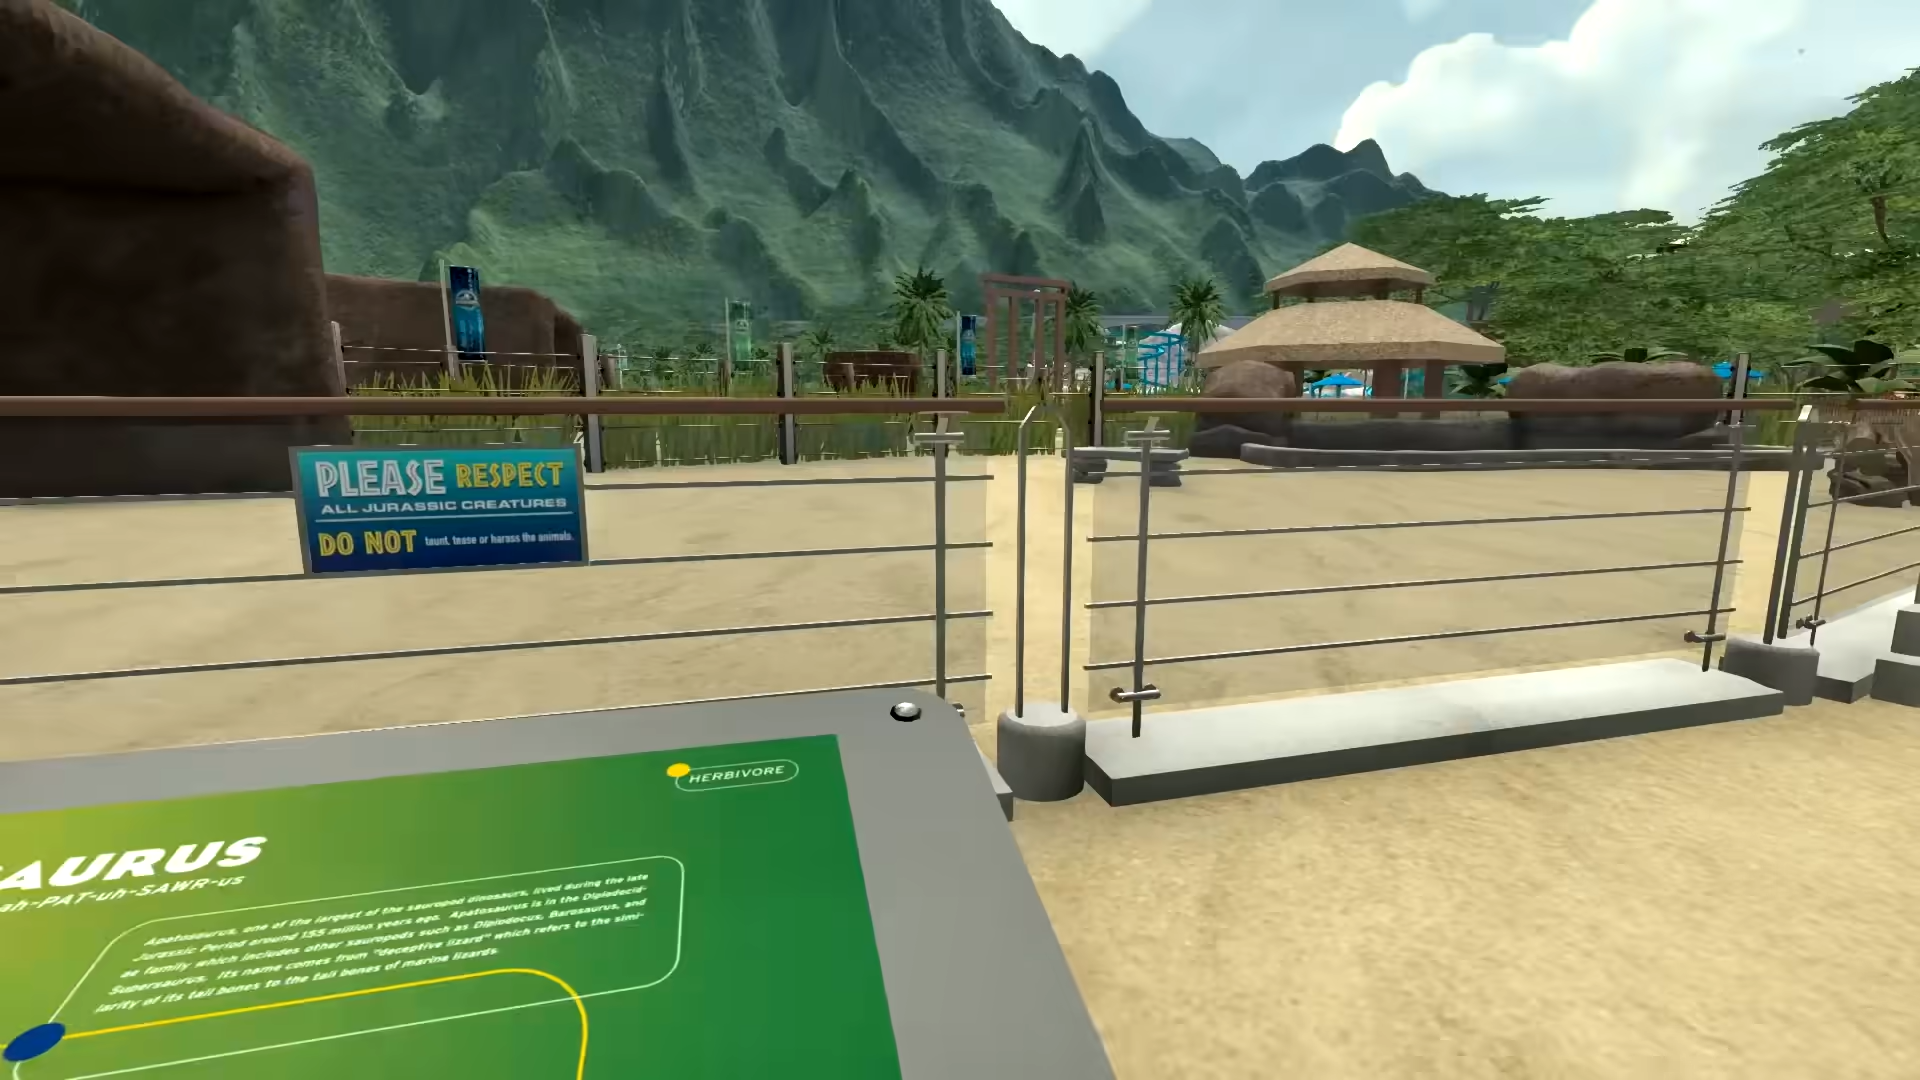 PLEASE RESPECT
ALL JURASSIC CREATURES
DO NOT taunt, tease or harass the animals.
HERBIVORE
SAURUS
ah-PAT-uh-SAWR-us
Apatosaurus, one of the largest of the sauropod dinosaurs, lived during the late
Jurassic Period around 155 million years ago. Apatosaurus is in the Diplodocid-
ae family which includes other sauropods such as Diplodocus, Barosaurus, and
Supersaurus. Its name comes from "deceptive lizard" which refers to the simi-
larity of its tail bones to the tail bones of marine lizards.